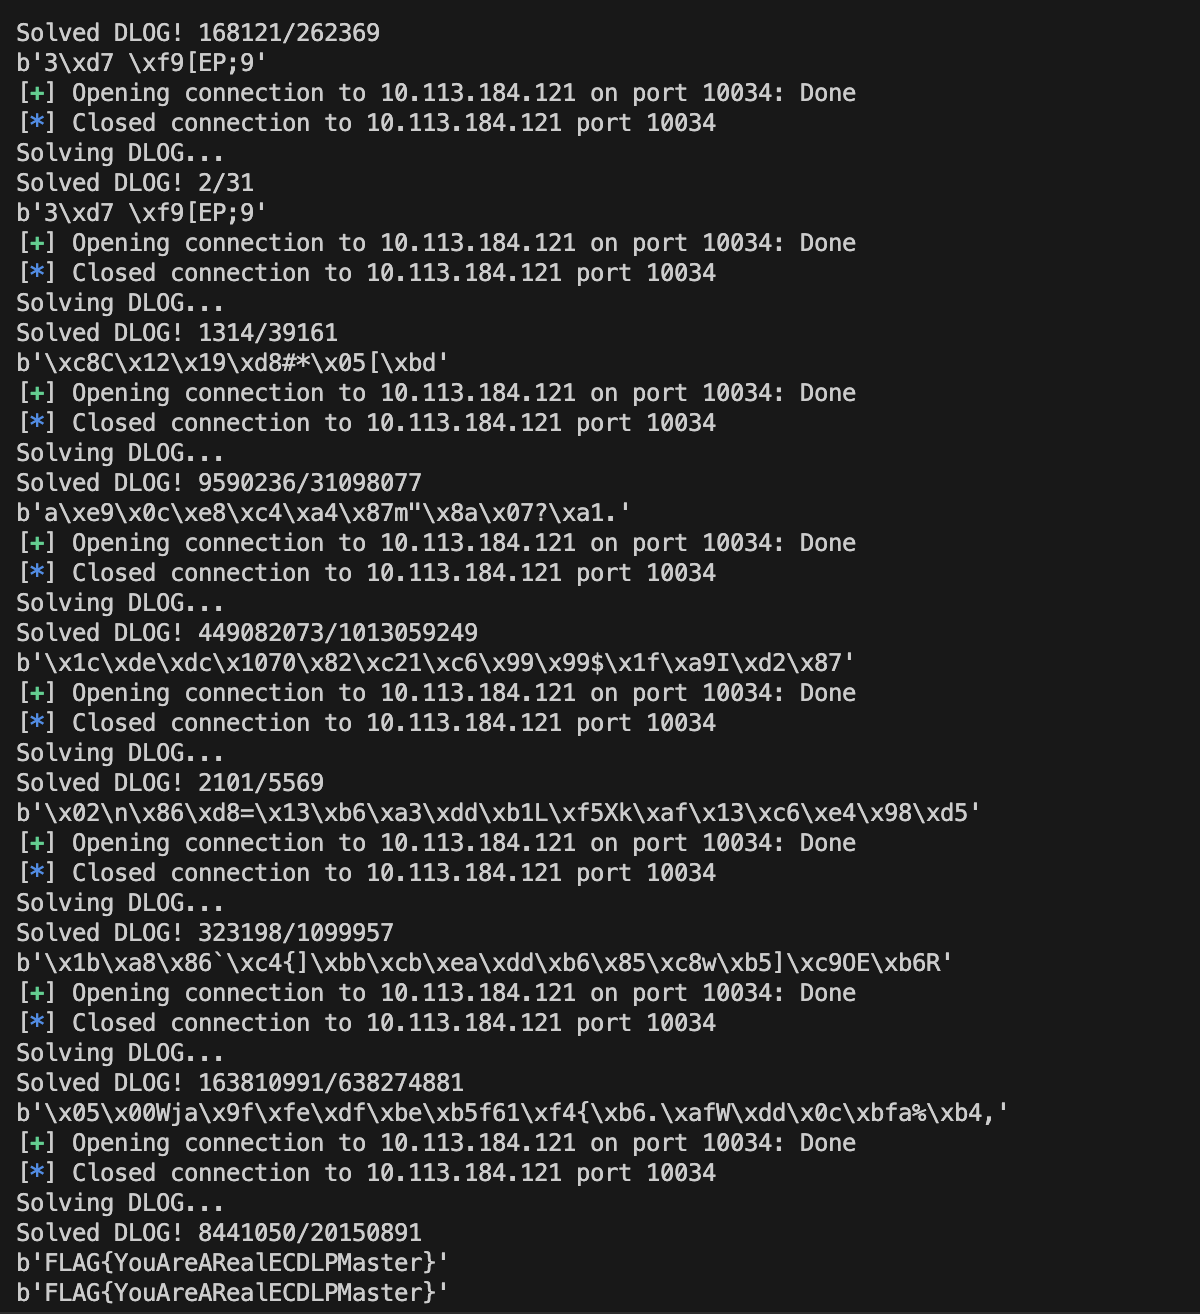 Solved DLOG! 168121/262369
b'3\xd7 \xf9[EP;9'
[+] Opening connection to 10.113.184.121 on port 10034: Done
[*] Closed connection to 10.113.184.121 port 10034
Solving DLOG...
Solved DLOG! 2/31
b'3\xd7 \xf9[EP;9'
[+] Opening connection to 10.113.184.121 on port 10034: Done
[*] Closed connection to 10.113.184.121 port 10034
Solving DLOG...
Solved DLOG! 1314/39161
b'\xc8C\x12\x19\xd8#*\x05[\xbd'
[+] Opening connection to 10.113.184.121 on port 10034: Done
[*] Closed connection to 10.113.184.121 port 10034
Solving DLOG...
Solved DLOG! 9590236/31098077
b'a\xe9\x0c\xe8\xc4\xa4\x87m"\x8a\x07?\xa1.'
[+] Opening connection to 10.113.184.121 on port 10034: Done
[*] Closed connection to 10.113.184.121 port 10034
Solving DLOG...
Solved DLOG! 449082073/1013059249
b'\x1c\xde\xdc\x1070\x82\xc21\xc6\x99\x99$\x1f\xa9I\xd2\x87'
[+] Opening connection to 10.113.184.121 on port 10034: Done
[*] Closed connection to 10.113.184.121 port 10034
Solving DLOG...
Solved DLOG! 2101/5569
b'\x02\n\x86\xd8=\x13\xb6\xa3\xdd\xb1L\xf5Xk\xaf\x13\xc6\xe4\x98\xd5'
[+] Opening connection to 10.113.184.121 on port 10034: Done
[*] Closed connection to 10.113.184.121 port 10034
Solving DLOG...
Solved DLOG! 323198/1099957
b'\x1b\xa8\x86`\xc4{]\xbb\xcb\xea\xdd\xb6\x85\xc8w\xb5]\xc9OE\xb6R'
[+] Opening connection to 10.113.184.121 on port 10034: Done
[*] Closed connection to 10.113.184.121 port 10034
Solving DLOG...
Solved DLOG! 163810991/638274881
b'\x05\x00Wja\x9f\xfe\xdf\xbe\xb5f61\xf4{\xb6.\xafW\xdd\x0c\xbfa%\xb4,'
[+] Opening connection to 10.113.184.121 on port 10034: Done
[*] Closed connection to 10.113.184.121 port 10034
Solving DLOG...
Solved DLOG! 8441050/20150891
b'FLAG{YouAreARealECDLPMaster}'
b'FLAG{YouAreARealECDLPMaster}'